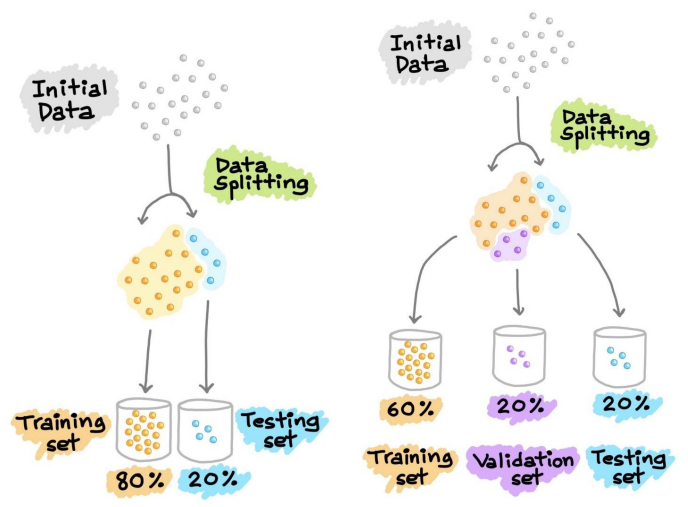 Initial
Data
Data
Splitting
Training
set
80%
20%
Testing
set
Initial
Data
Data
Splitting
60%
20%
20%
Training
set
Validation
set
Testing
set